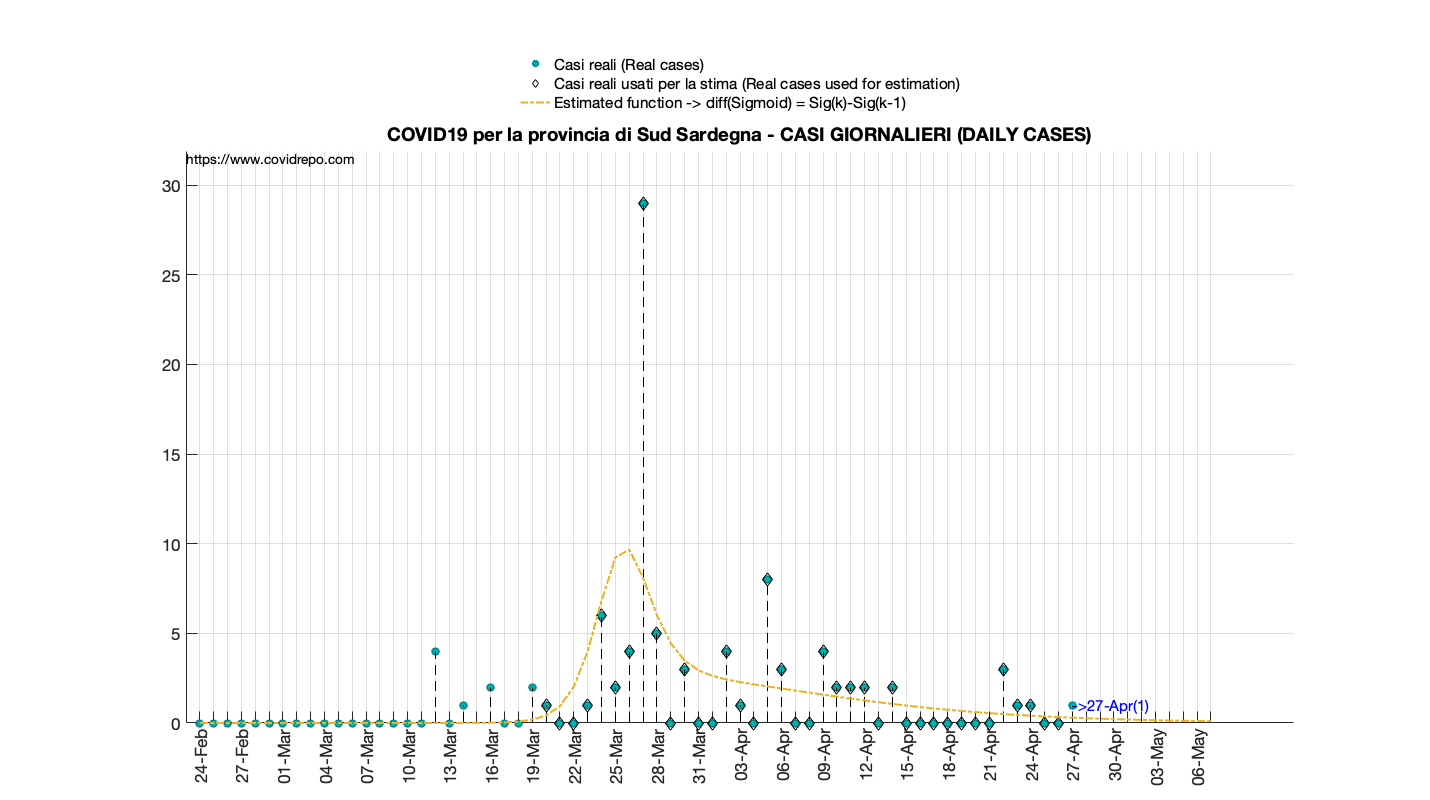 Casi reali (Real cases)
Casi reali usati per la stima (Real cases used for estimation)
Estimated function -> diff(Sigmoid) = Sig(k)-Sig(k-1)
COVID19 per la provincia di Sud Sardegna - CASI GIORNALIERI (DAILY CASES)
https://www.covidrepo.com
30
25
20
15
10
5
0
->27-Apr(1)
24-Feb
27-Feb
01-Mar
04-Mar
07-Mar
10-Mar
13-Mar
16-Mar
19-Mar
22-Mar
25-Mar
28-Mar
31-Mar
03-Apr
06-Apr
09-Apr
12-Apr
15-Apr
18-Apr
21-Apr
24-Apr
27-Apr
30-Apr
03-May
06-May